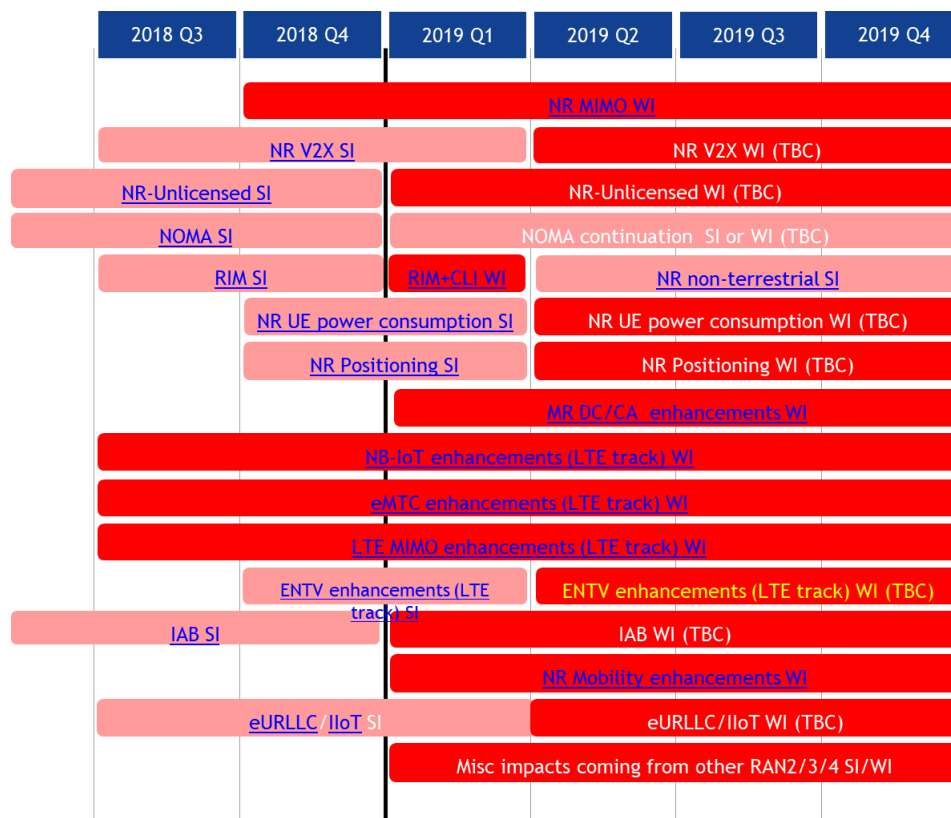 2018 Q3 2018 Q4 2019 Q1 2019 Q2 2019 Q3 2019 Q4
NR MIMO WI
NR V2X SI NR V2X WI (TBC)
NR-Unlicensed SI NR-Unlicensed WI (TBC)
NOMA SI NOMA continuation SI or WI (TBC)
RIM SI RIM+CLI WI NR non-terrestrial SI
NR UE power consumption SI NR UE power consumption WI (TBC)
NR Positioning SI NR Positioning WI (TBC)
MR DC/CA enhancements WI
NB-IoT enhancements (LTE track) WI
eMTC enhancements (LTE track) WI
LTE MIMO enhancements (LTE track) WI
ENTV enhancements (LTE ENTV enhancements (LTE track) WI (TBC)
track) SI
IAB SI IAB WI (TBC)
NR Mobility enhancements WI
eURLLC/IIoT SI eURLLC/IIoT WI (TBC)
Misc impacts coming from other RAN2/3/4 SI/WI